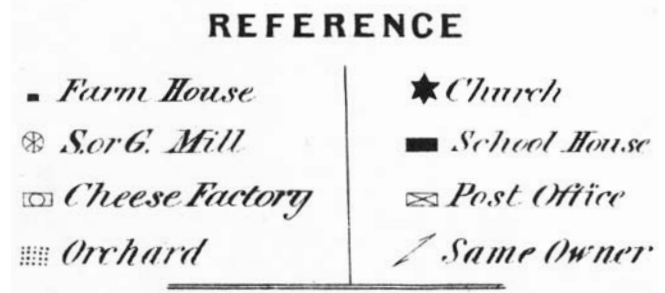 REFERENCE
Farm House
S. or G. Mill
Cheese Factory
Orchard
Church
School House
Post Office
Same Owner